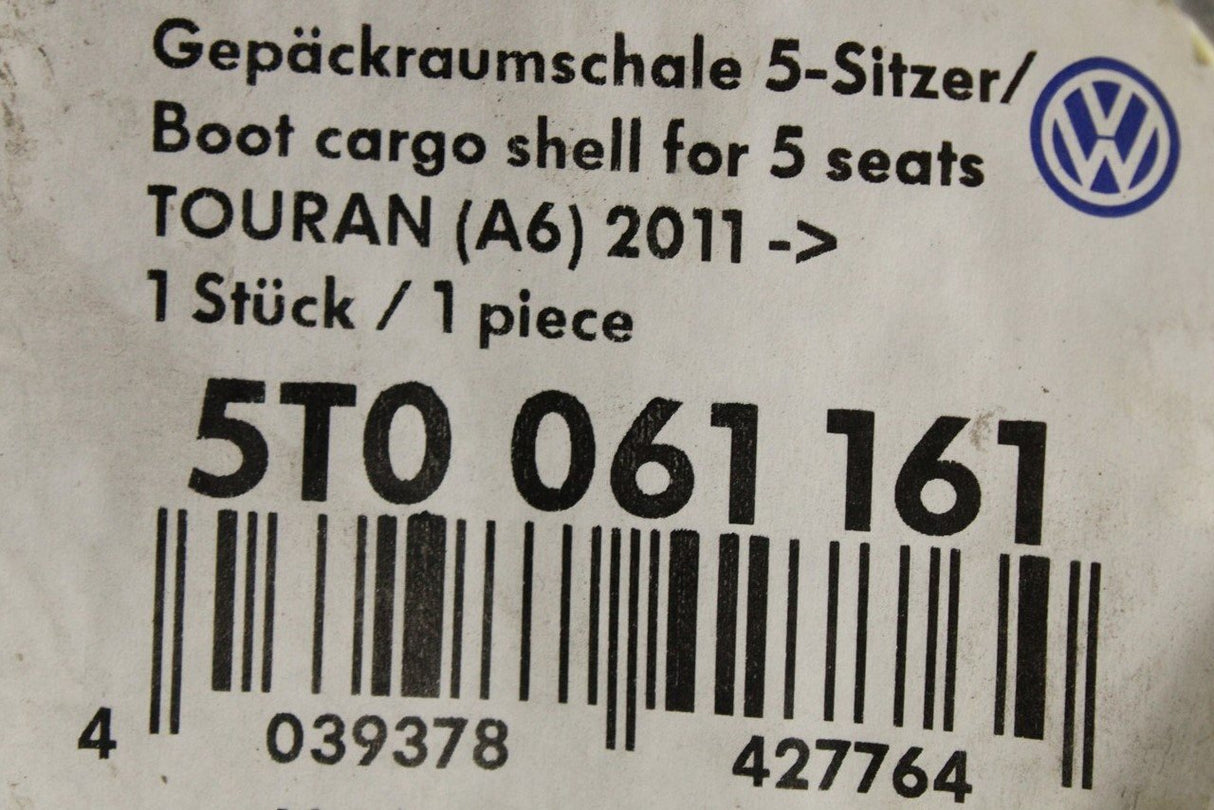 Gepäckraumschale 5-Sitzer/
Boot cargo shell for 5 seats
TOURAN (A6) 2011 ->
1 Stück / 1 piece
5T0 061 161
4 039378 427764